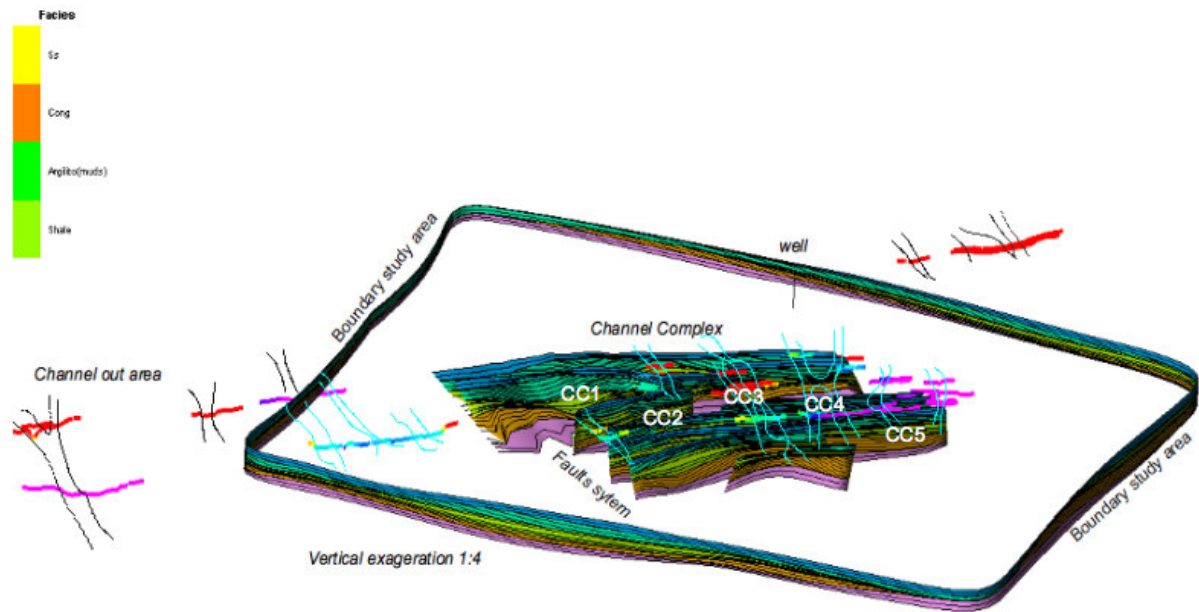 Facies
Ss
Cong
Argilits(muds)
Shale
Boundary study area
well
Channel Complex
Channel out area
CC1
CC2
CC3
CC4
CC5
Faults sytem
Boundary study area
Vertical exageration 1:4